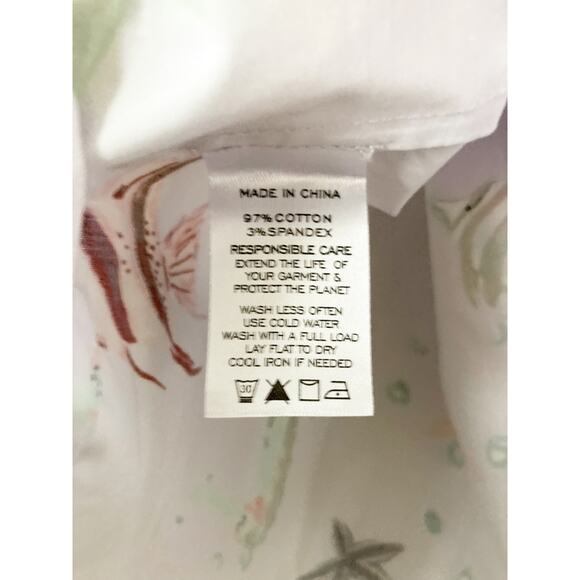 MADE IN CHINA
97% COTTON
3% SPANDEX
RESPONSIBLE CARE
EXTEND THE LIFE OF
YOUR GARMENT &
PROTECT THE PLANET
WASH LESS OFTEN
USE COLD WATER
WASH WITH A FULL LOAD
LAY FLAT TO DRY
COOL IRON IF NEEDED
30